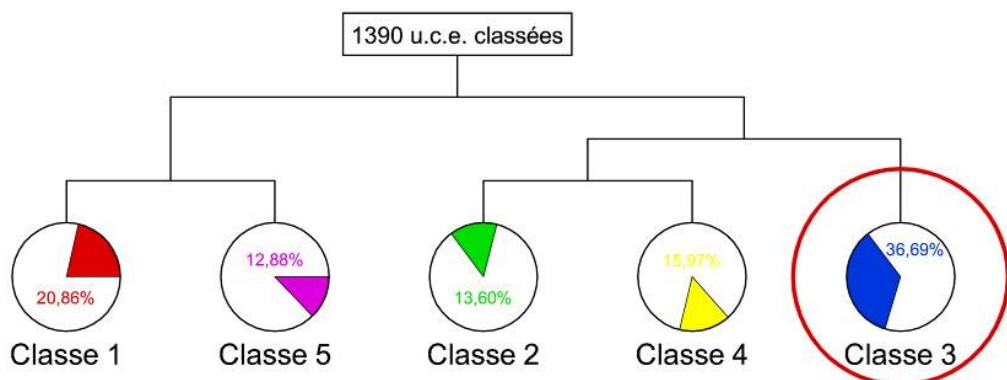 1390 u.c.e. classées
20,86%
12,88%
13,60%
15,97%
36,69%
Classe 1
Classe 5
Classe 2
Classe 4
Classe 3